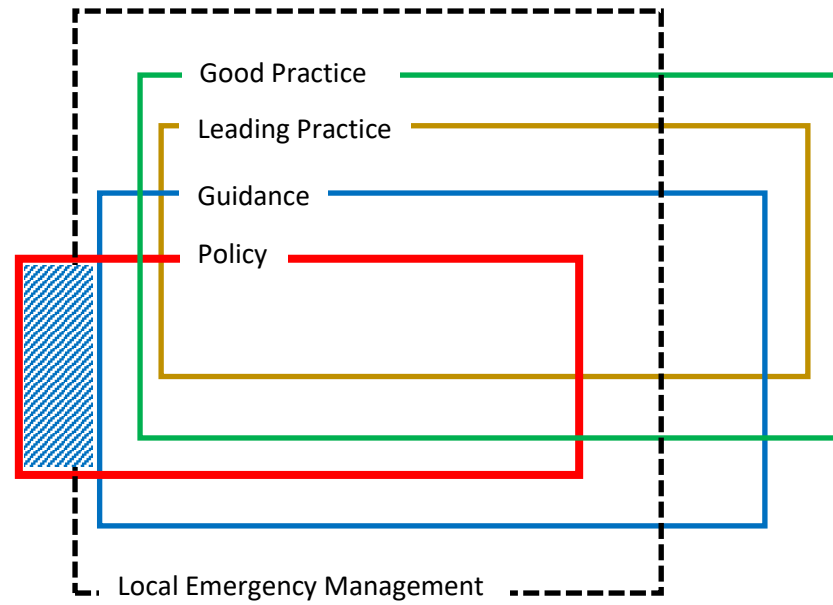 Good Practice
Leading Practice
Guidance
Policy
Local Emergency Management